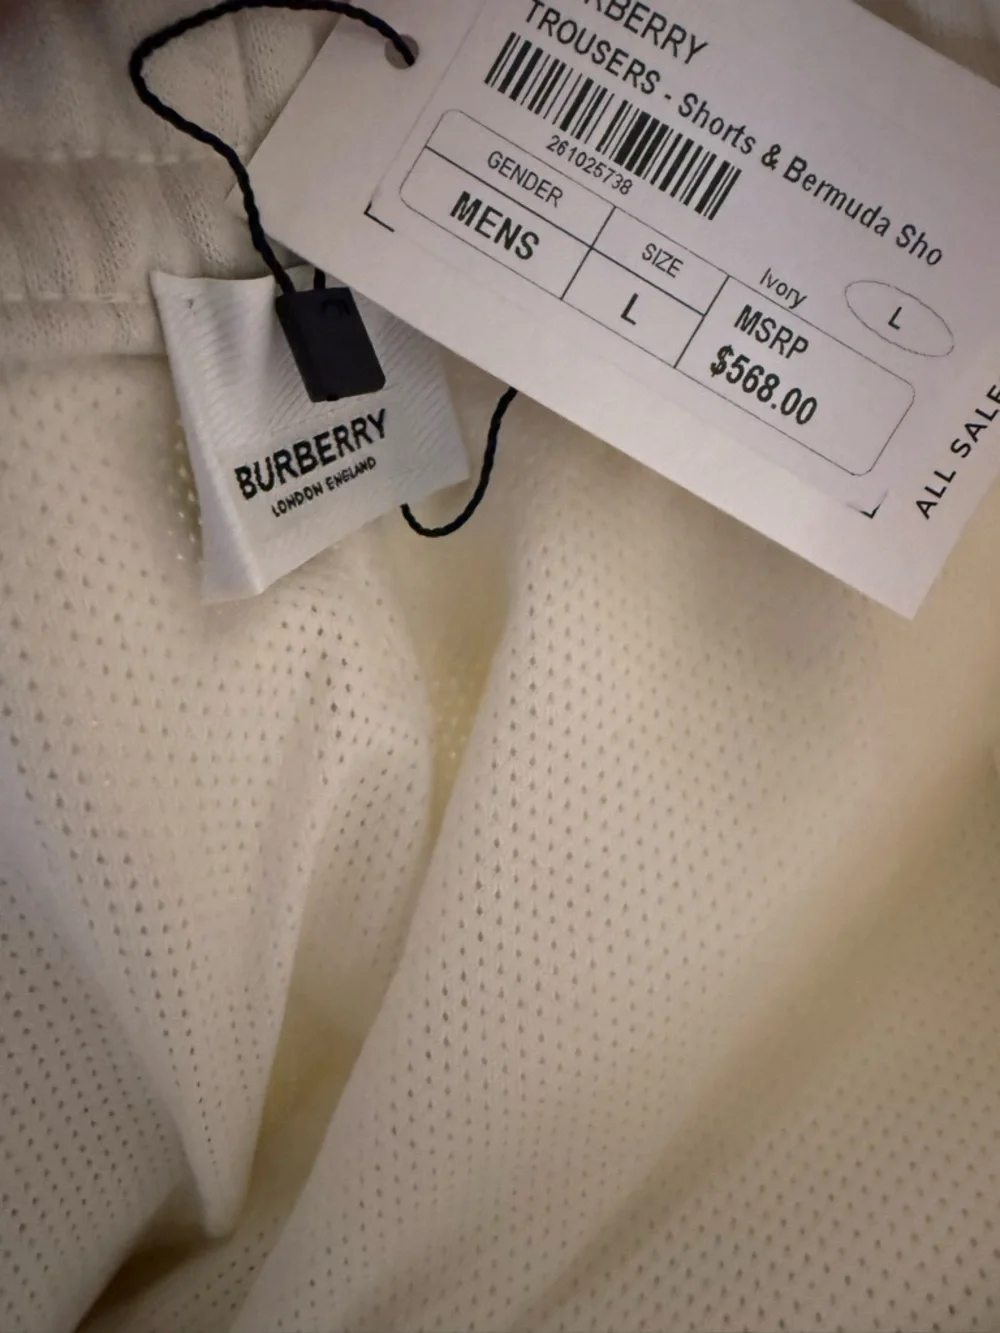 RBERRY
TROUSERS - Shorts & Bermuda Sho
261025738
GENDER
MENS
SIZE
L
Ivory
L
MSRP
$568.00
ALL SALE
BURBERRY
LONDON ENGLAND